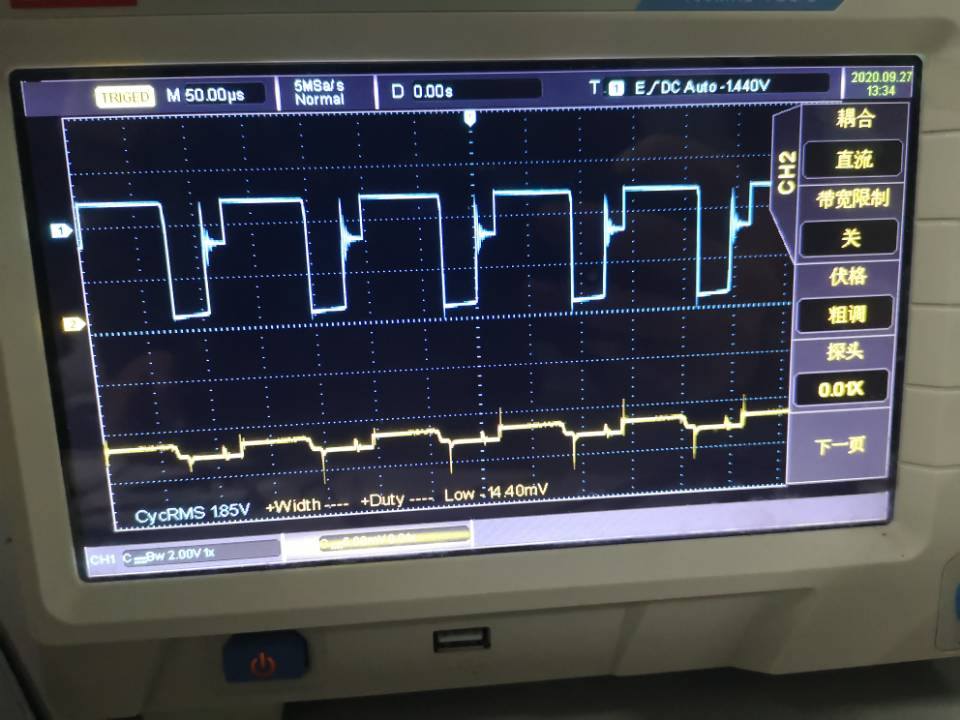 TRIGED M 50.00μs
5MSa/s
Normal
D 0.00s
T 1 E/DC Auto -1.440V
2020.09.27
13:34
CH2
耦合
直流
带宽限制
关
伏格
粗调
探头
0.01X
下一页
1
2
CycRMS 1.85V +Width ---- +Duty ---- Low -14.40mV
CH1 Bw 2.00V 1x